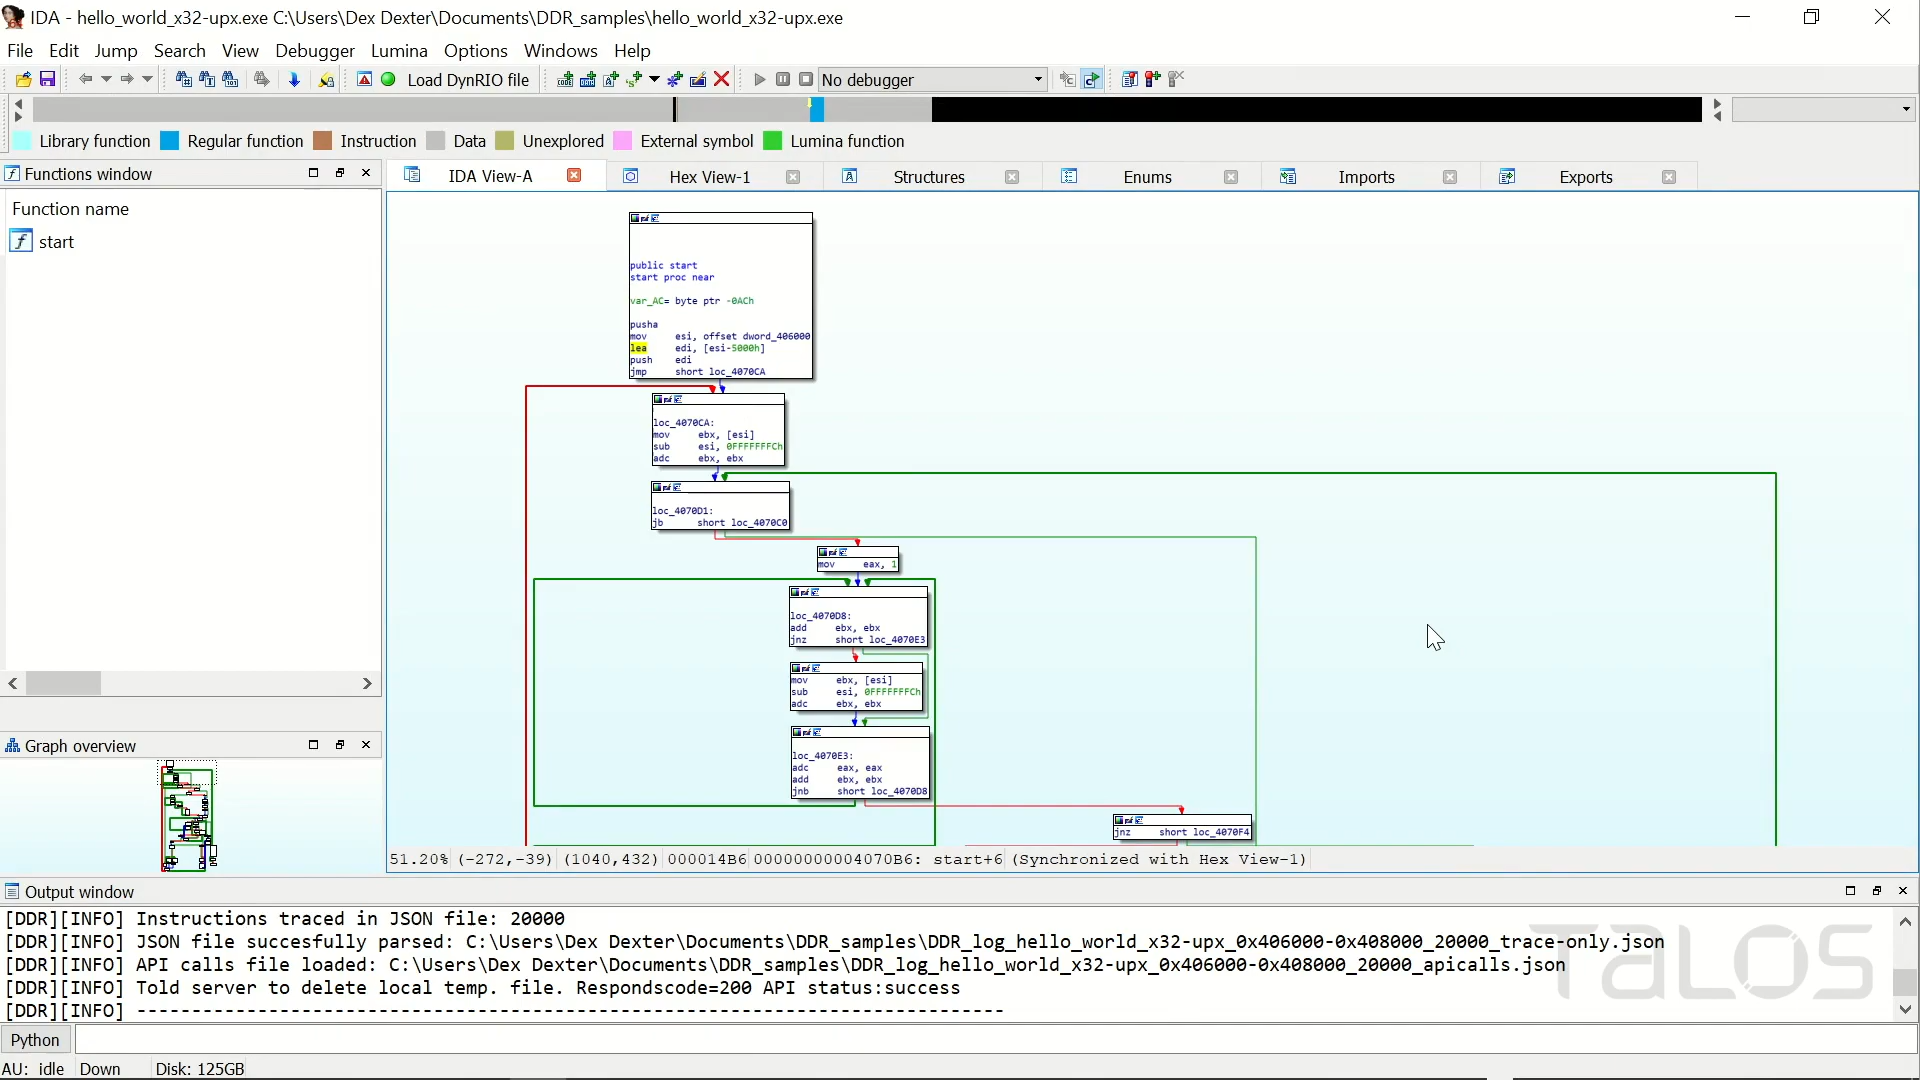 IDA - hello_world_x32-upx.exe C:\Users\Dex Dexter\Documents\DDR_samples\hello_world_x32-upx.exe
File Edit Jump Search View Debugger Lumina Options Windows Help
Load DynRIO file
No debugger
Library function
Regular function
Instruction
Data
Unexplored
External symbol
Lumina function
Functions window
IDA View-A
Hex View-1
Structures
Enums
Imports
Exports
Function name
start
public start
start proc near
var_AC= byte ptr -0ACh
pusha
mov esi, offset dword_406000
lea edi, [esi-5000h]
push edi
jmp short loc_4070CA
loc_4070CA:
mov ebx, [esi]
sub esi, 0FFFFFFFCh
adc ebx, ebx
loc_4070D1:
jb short loc_4070C0
mov eax, 1
loc_4070D8:
add ebx, ebx
jnz short loc_4070E3
mov ebx, [esi]
sub esi, 0FFFFFFFCh
adc ebx, ebx
loc_4070E3:
adc eax, eax
add ebx, ebx
jnb short loc_4070D8
jnz short loc_4070F4
Graph overview
51.20% (-272,-39) (1040,432) 000014B6 00000000004070B6: start+6 (Synchronized with Hex View-1)
Output window
[DDR][INFO] Instructions traced in JSON file: 20000
[DDR][INFO] JSON file succesfully parsed: C:\Users\Dex Dexter\Documents\DDR_samples\DDR_log_hello_world_x32-upx_0x406000-0x408000_20000_trace-only.json
[DDR][INFO] API calls file loaded: C:\Users\Dex Dexter\Documents\DDR_samples\DDR_log_hello_world_x32-upx_0x406000-0x408000_20000_apicalls.json
[DDR][INFO] Told server to delete local temp. file. Respondscode=200 API status:success
[DDR][INFO] -------------------------------------------------------------------------------
TALOS
Python
AU: idle Down Disk: 125GB